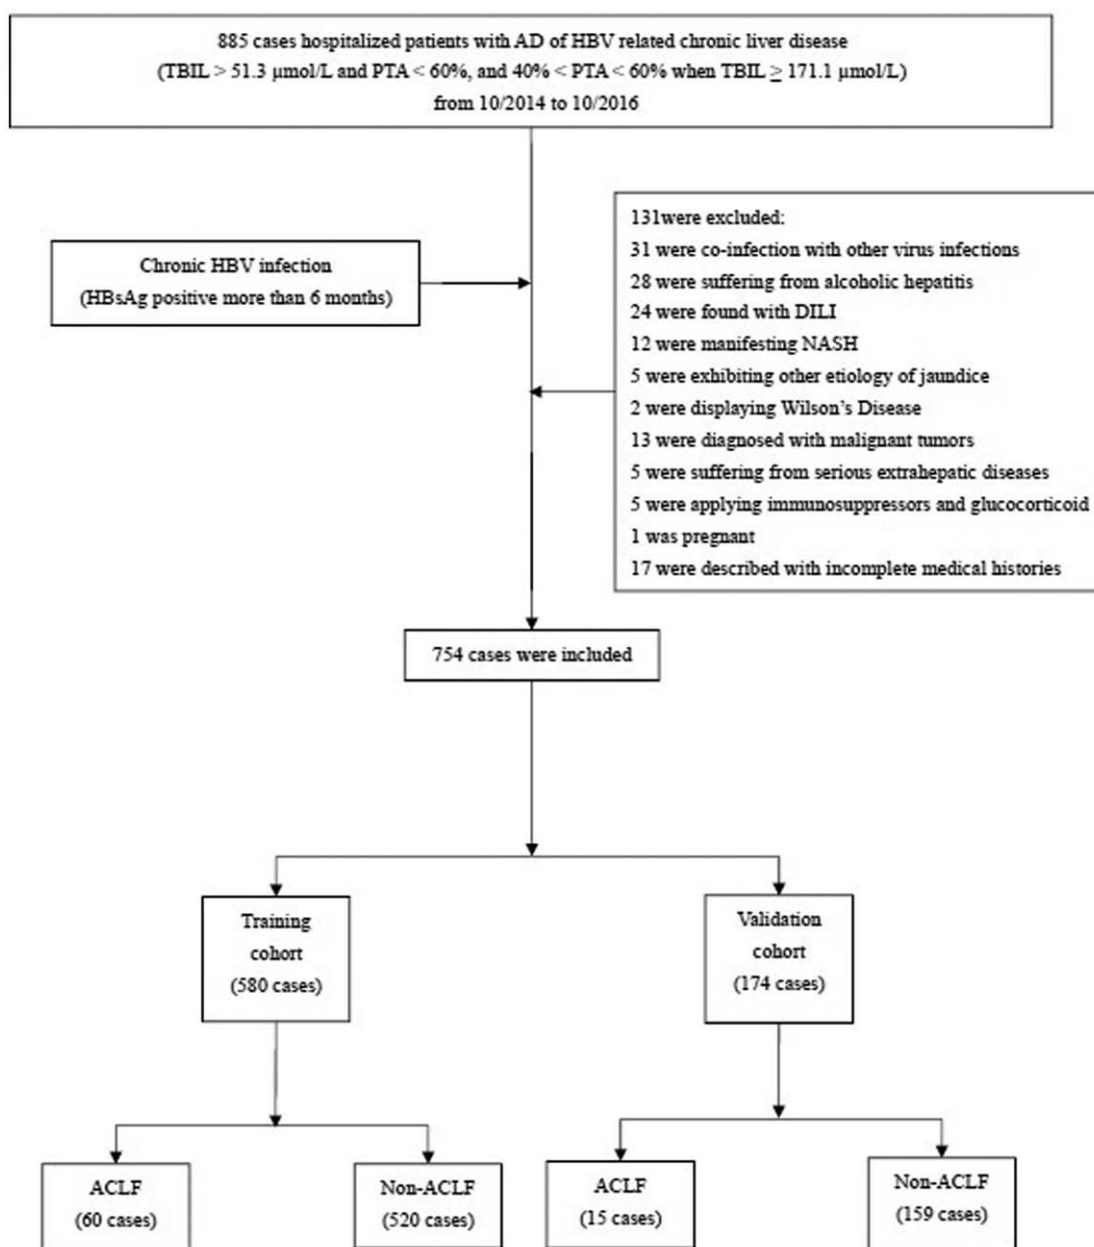 885 cases hospitalized patients with AD of HBV related chronic liver disease
(TBIL > 51.3 μmol/L and PTA < 60%, and 40% < PTA < 60% when TBIL ≥ 171.1 μmol/L)
from 10/2014 to 10/2016
Chronic HBV infection
(HBsAg positive more than 6 months)
131were excluded:
31 were co-infection with other virus infections
28 were suffering from alcoholic hepatitis
24 were found with DILI
12 were manifesting NASH
5 were exhibiting other etiology of jaundice
2 were displaying Wilson's Disease
13 were diagnosed with malignant tumors
5 were suffering from serious extrahepatic diseases
5 were applying immunosuppressors and glucocorticoid
1 was pregnant
17 were described with incomplete medical histories
754 cases were included
Training
cohort
(580 cases)
Validation
cohort
(174 cases)
ACLF
(60 cases)
Non-ACLF
(520 cases)
ACLF
(15 cases)
Non-ACLF
(159 cases)